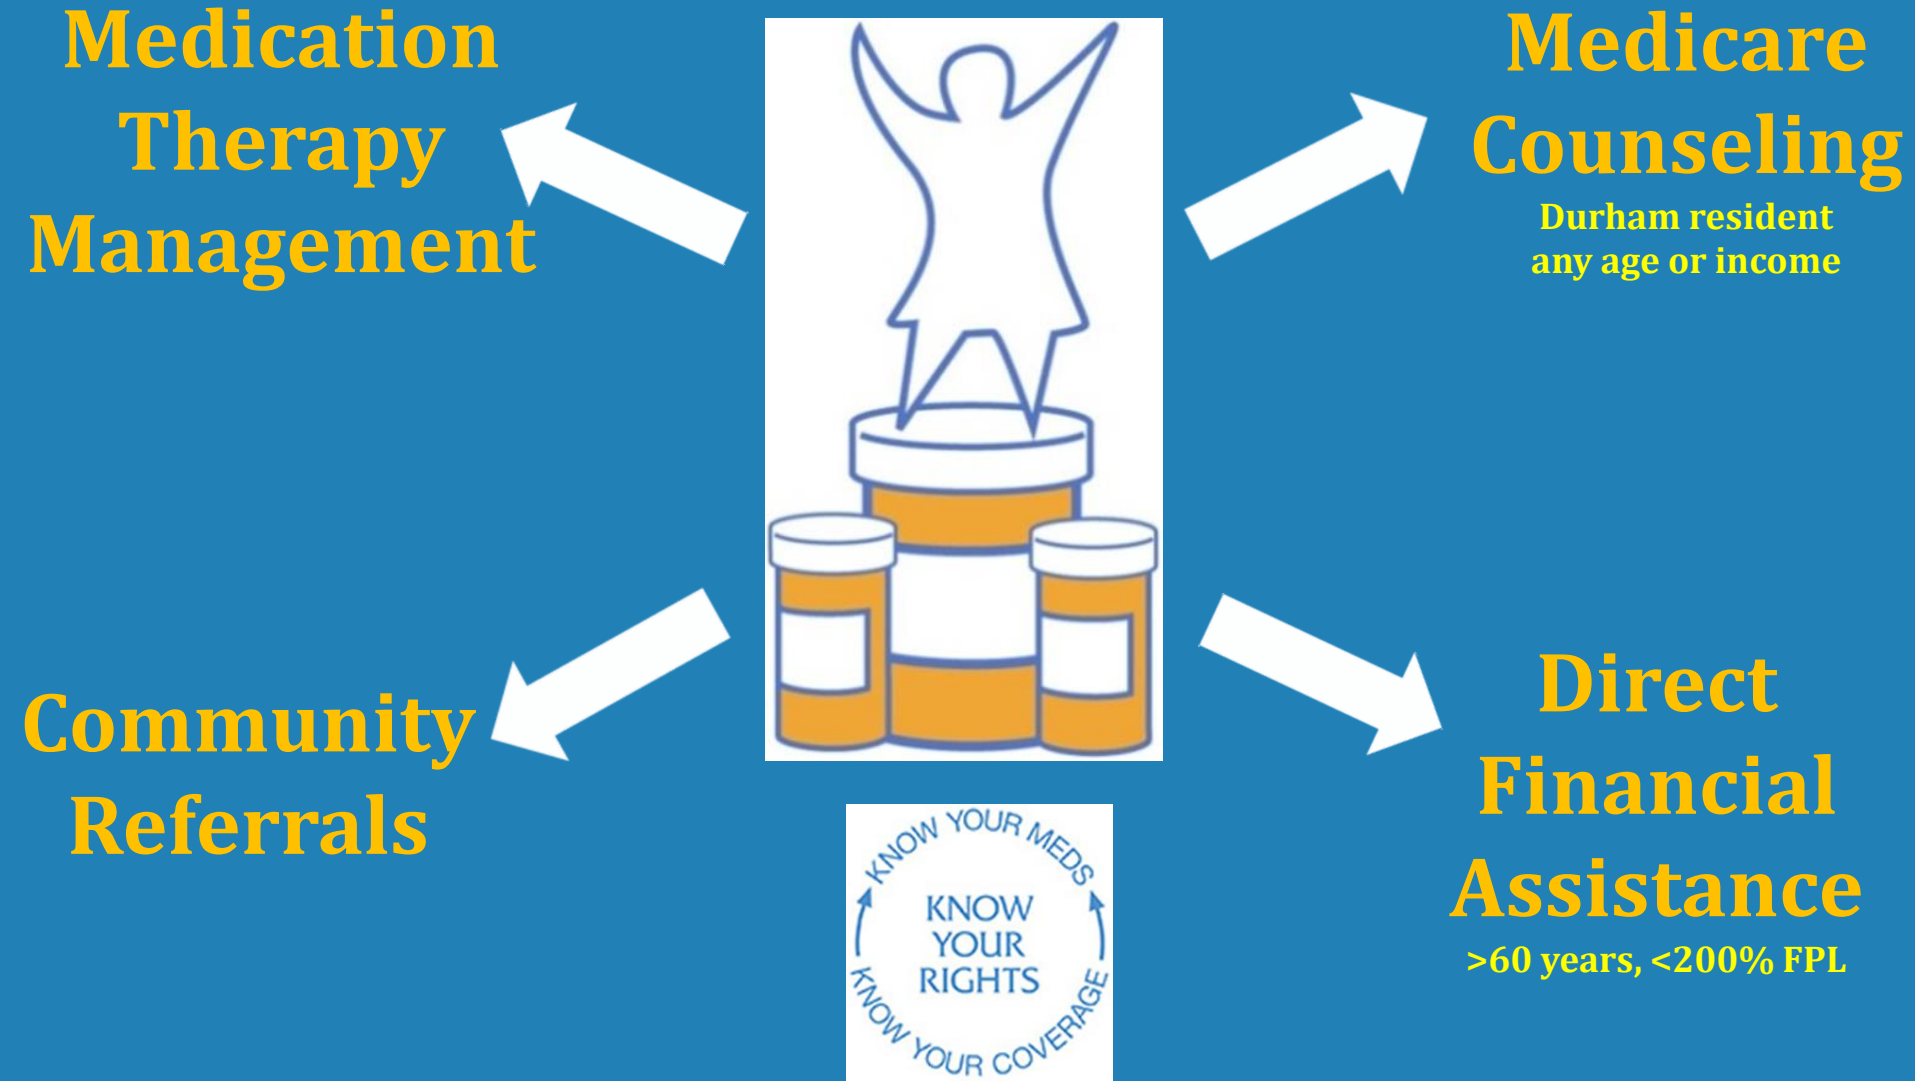 Medication
Therapy
Management
Medicare
Counseling
Durham resident
any age or income
Community
Referrals
Direct
Financial
Assistance
>60 years, <200% FPL
KNOW YOUR MEDS
KNOW
YOUR
RIGHTS
KNOW YOUR COVERAGE